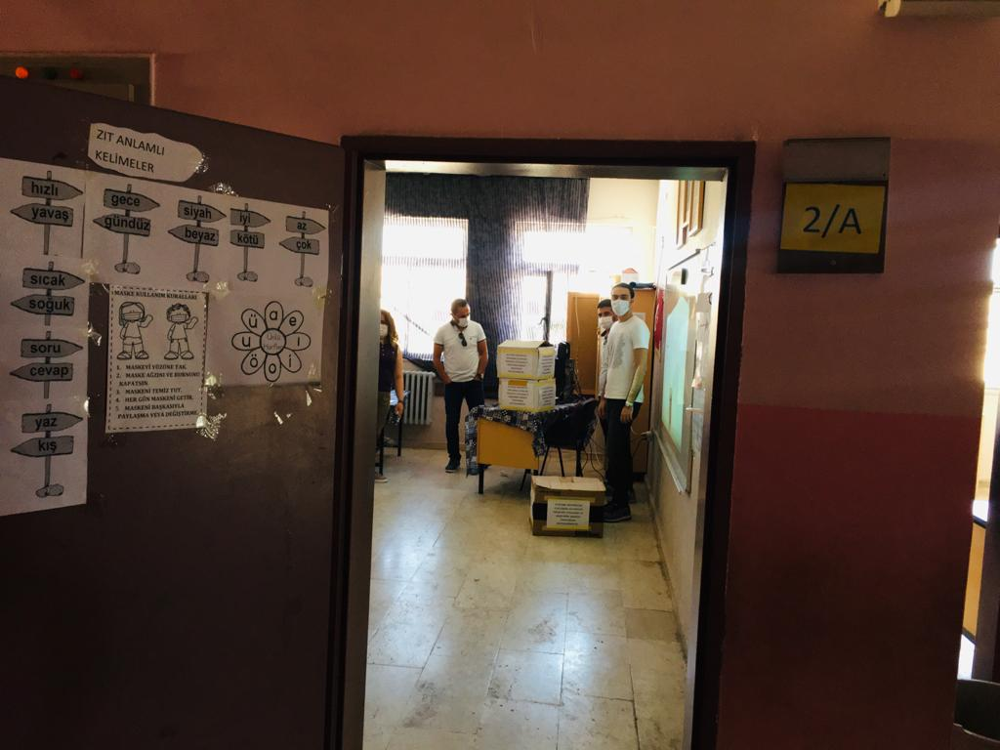 ZIT ANLAMLI
KELİMELER
hızlı
yavaş
gece
gündüz
siyah
beyaz
iyi
kötü
az
çok
sıcak
soğuk
soru
cevap
yaz
kış
MASKE KULLANIM KURALLARI
1. MASKEYİ YÜZÜNE TAK.
2. MASKE AĞZINI VE BURNUNU
KAPATSIN
3. MASKENİ TEMİZ TUT.
4. HER GÜN MASKENİ GETİR.
5. MASKENİ BAŞKASIYLA
PAYLAŞMA VEYA DEĞİŞTİRME
ü a e ı i o ö u
Ünlü
Harfler
2/A